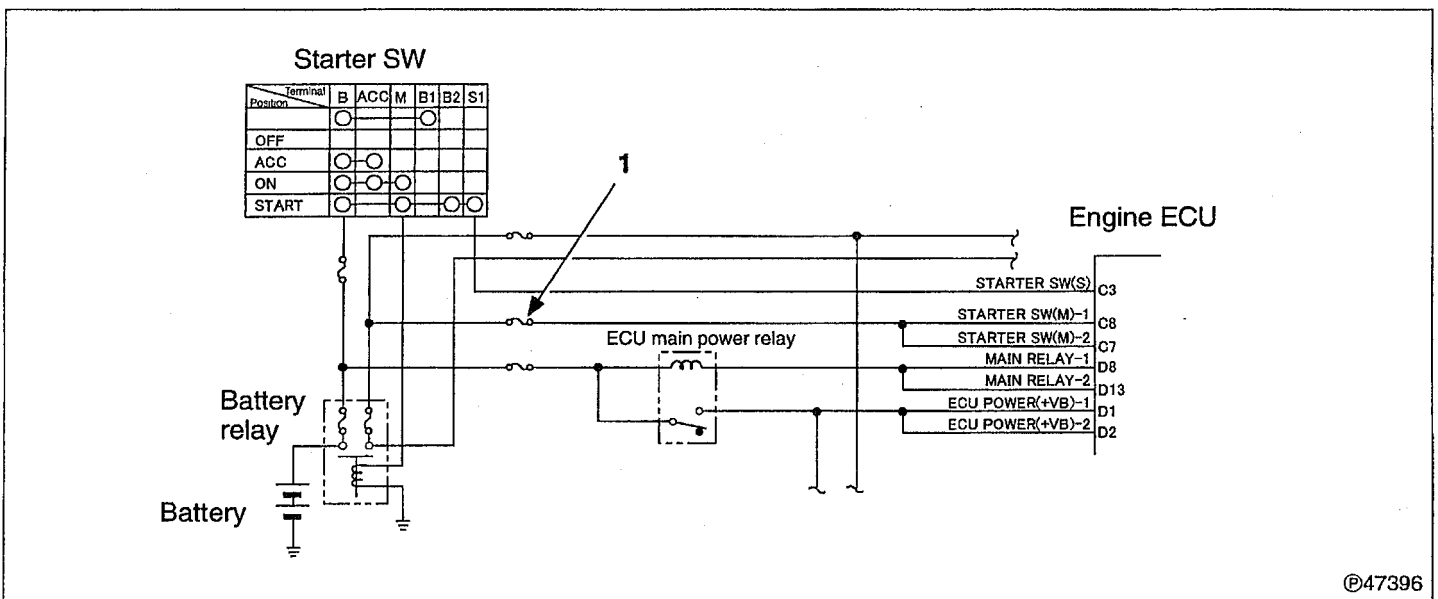 Starter SW
Terminal
Position
B ACC M B1 B2 S1
OFF
ACC
ON
START
1
Engine ECU
STARTER SW(S) C3
STARTER SW(M)-1 C8
STARTER SW(M)-2 C7
ECU main power relay
MAIN RELAY-1 D8
MAIN RELAY-2 D13
ECU POWER(+VB)-1 D1
ECU POWER(+VB)-2 D2
Battery
relay
Battery
Ⓟ47396